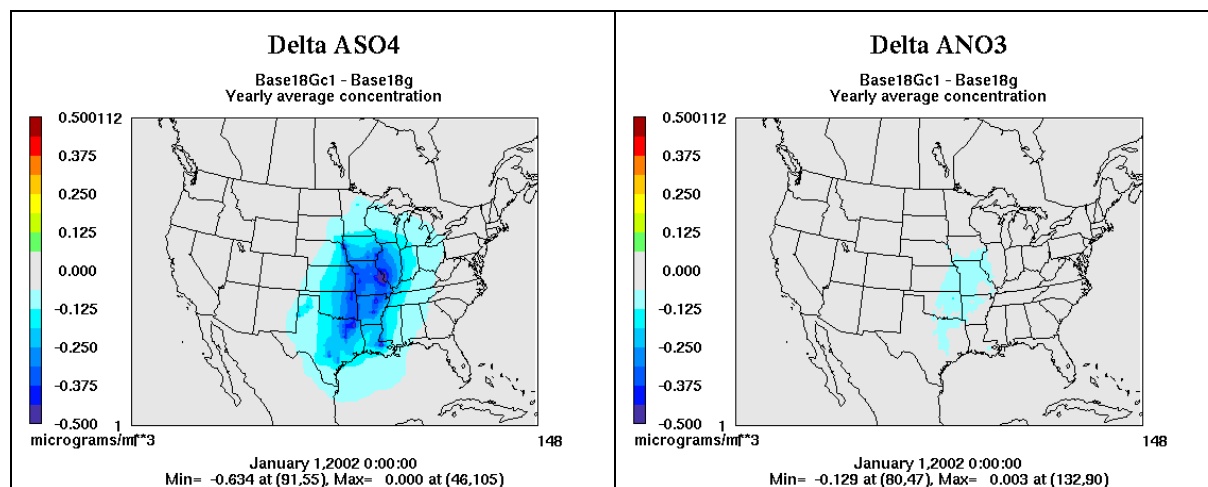 Delta ASO4
Base18Gc1 - Base18g
Yearly average concentration
0.500112
0.375
0.250
0.125
0.000
-0.125
-0.250
-0.375
-0.500
1
micrograms/m**3
148
January 1,2002 0:00:00
Min= -0.634 at (91,55), Max= 0.000 at (46,105)
Delta ANO3
Base18Gc1 - Base18g
Yearly average concentration
0.500112
0.375
0.250
0.125
0.000
-0.125
-0.250
-0.375
-0.500
1
micrograms/m**3
148
January 1,2002 0:00:00
Min= -0.129 at (80,47), Max= 0.003 at (132,90)